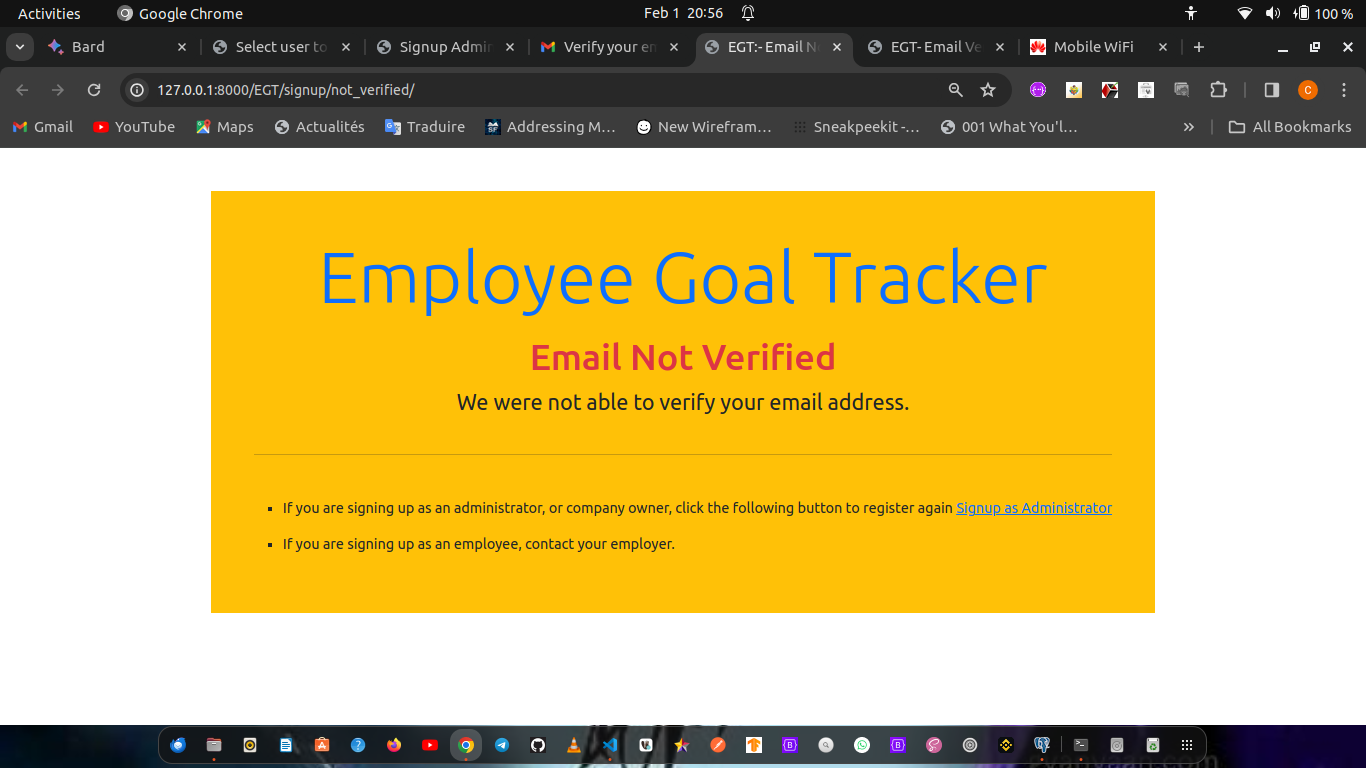 Activities
Google Chrome
Feb 1 20:56
100 %
Bard
Select user to
Signup Admin
Gmail Verify your em
EGT:- Email N
EGT- Email Ve
Mobile WiFi
127.0.0.1:8000/EGT/signup/not_verified/
C
Gmail
YouTube
Maps
Actualités
Traduire
Addressing M…
New Wirefram…
Sneakpeekit -…
001 What You'l…
All Bookmarks
Employee Goal Tracker
Email Not Verified
We were not able to verify your email address.
If you are signing up as an administrator, or company owner, click the following button to register again Signup as Administrator
If you are signing up as an employee, contact your employer.